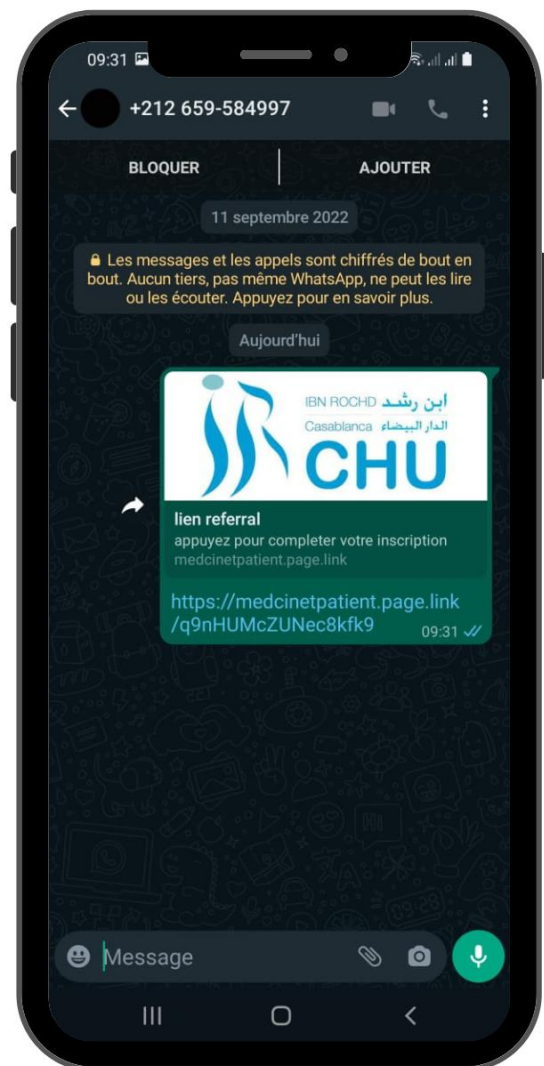 09:31
+212 659-584997
BLOQUER
AJOUTER
11 septembre 2022
Les messages et les appels sont chiffrés de bout en
bout. Aucun tiers, pas même WhatsApp, ne peut les lire
ou les écouter. Appuyez pour en savoir plus.
Aujourd'hui
IBN ROCHD ابن رشد
Casablanca الدار البيضاء
CHU
lien referral
appuyez pour completer votre inscription
medcinetpatient.page.link
https://medcinetpatient.page.link
/q9nHUMcZUNec8kfk9
09:31
Message